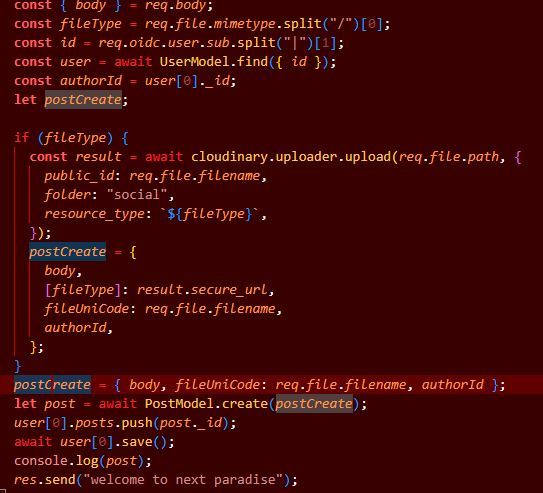 const { body } = req.body;
const fileType = req.file.mimetype.split("/")[0];
const id = req.oidc.user.sub.split("|")[1];
const user = await UserModel.find({ id });
const authorId = user[0]._id;
let postCreate;
if (fileType) {
const result = await cloudinary.uploader.upload(req.file.path, {
public_id: req.file.filename,
folder: "social",
resource_type: `${fileType}`,
});
postCreate = {
body,
[fileType]: result.secure_url,
fileUniCode: req.file.filename,
authorId,
};
}
postCreate = { body, fileUniCode: req.file.filename, authorId };
let post = await PostModel.create(postCreate);
user[0].posts.push(post._id);
await user[0].save();
console.log(post);
res.send("welcome to next paradise");